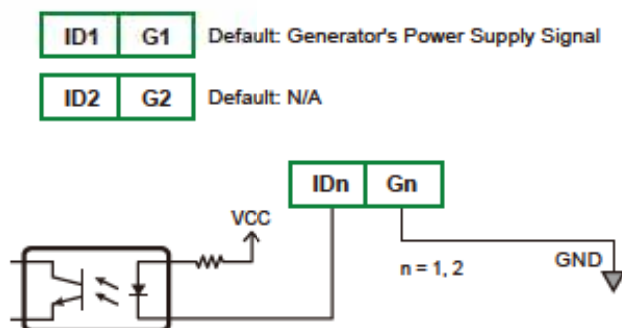 ID1 G1 Default: Generator's Power Supply Signal
ID2 G2 Default: N/A
IDn Gn
VCC
n = 1, 2 GND